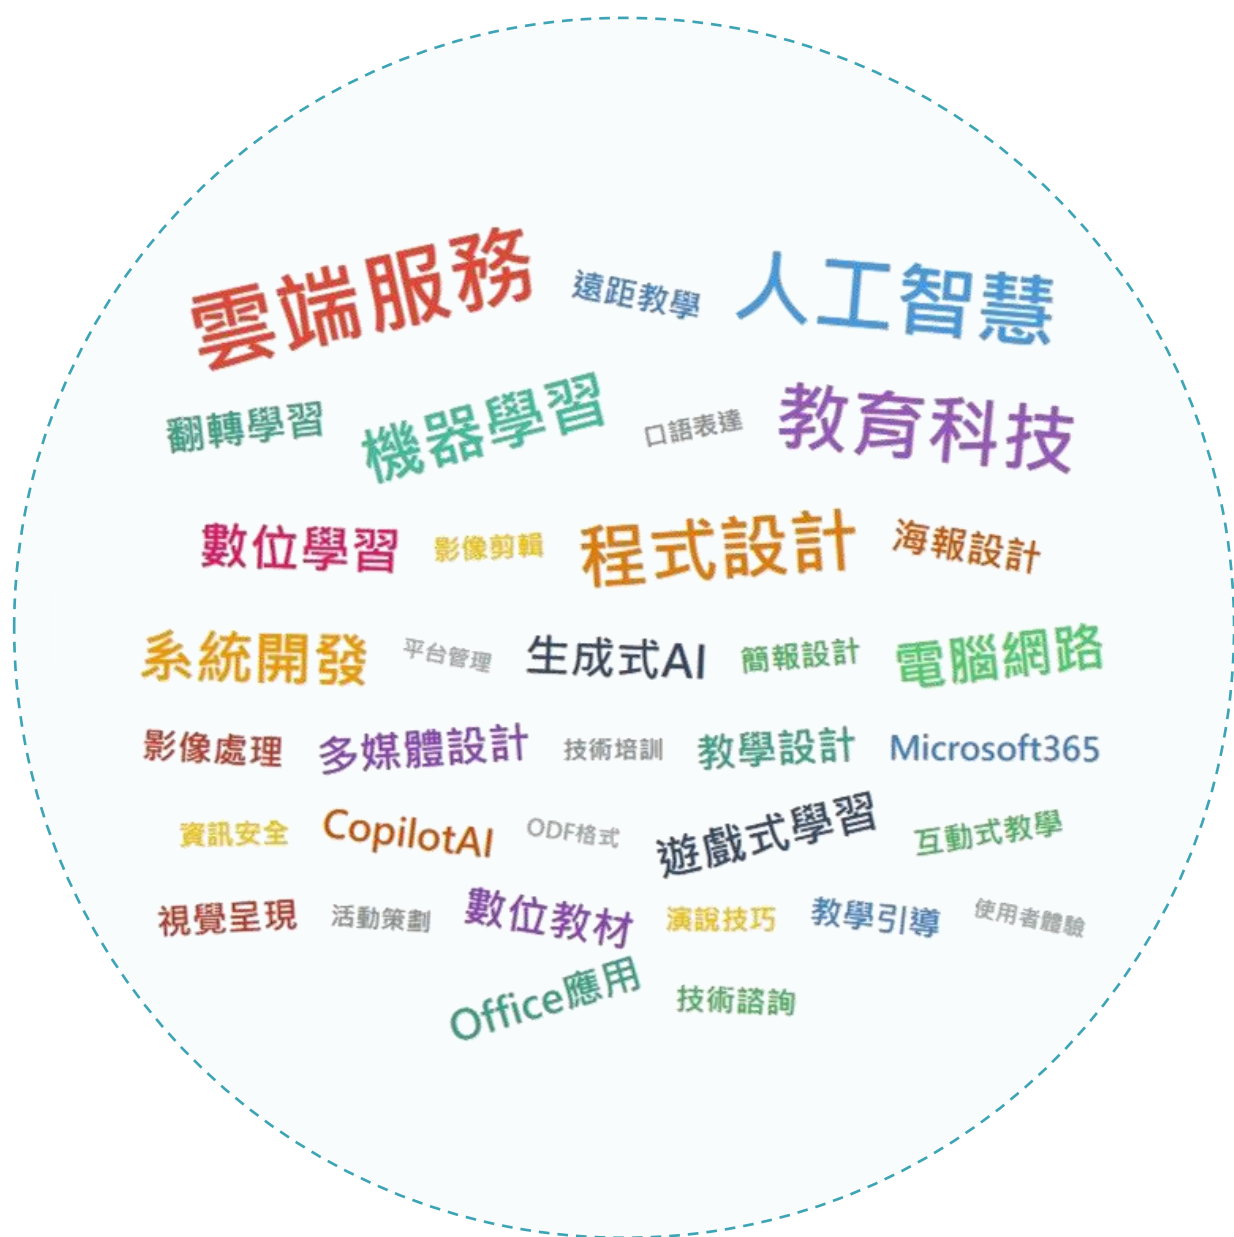 雲端服務 遠距教學 人工智慧
翻轉學習 機器學習 口語表達 教育科技
數位學習 影像剪輯 程式設計 海報設計
系統開發 平台管理 生成式AI 簡報設計 電腦網路
影像處理 多媒體設計 技術培訓 教學設計 Microsoft365
資訊安全 CopilotAI ODF格式 遊戲式學習 互動式教學
視覺呈現 活動策劃 數位教材 演說技巧 教學引導 使用者體驗
Office應用 技術諮詢